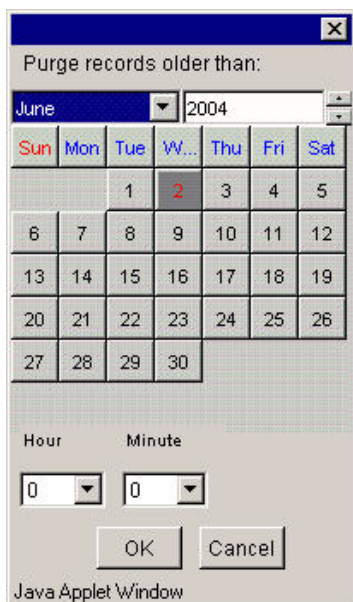 Purge records older than:
June 2004
Sun Mon Tue W... Thu Fri Sat
1 2 3 4 5
6 7 8 9 10 11 12
13 14 15 16 17 18 19
20 21 22 23 24 25 26
27 28 29 30
Hour Minute
0 0
OK Cancel
Java Applet Window